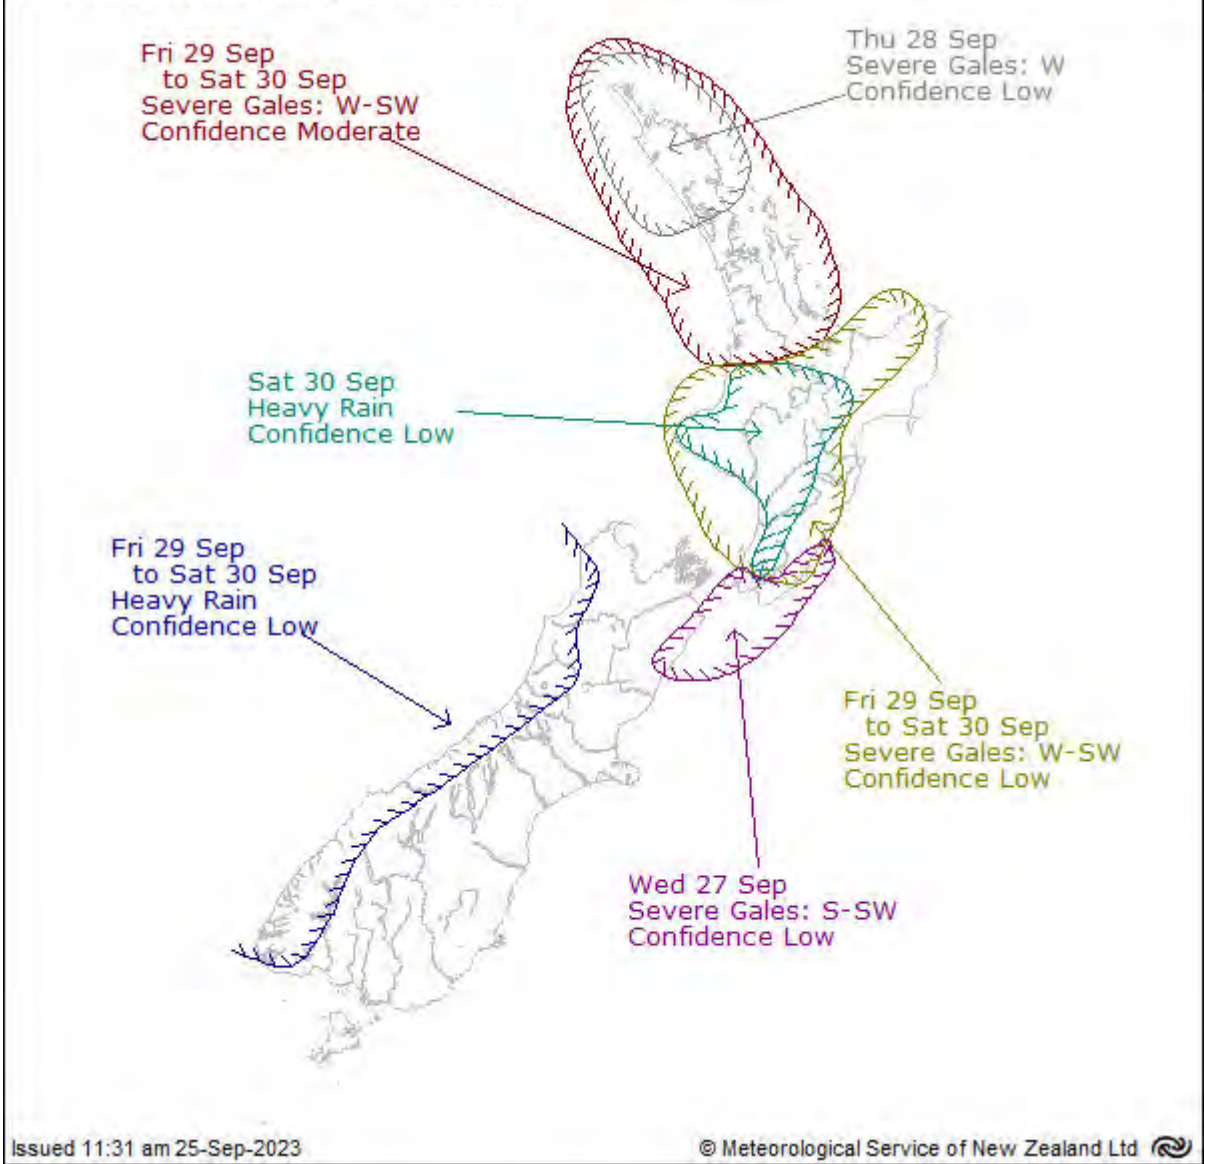 Fri 29 Sep
to Sat 30 Sep
Severe Gales: W-SW
Confidence Moderate
Thu 28 Sep
Severe Gales: W
Confidence Low
Sat 30 Sep
Heavy Rain
Confidence Low
Fri 29 Sep
to Sat 30 Sep
Heavy Rain
Confidence Low
Fri 29 Sep
to Sat 30 Sep
Severe Gales: W-SW
Confidence Low
Wed 27 Sep
Severe Gales: S-SW
Confidence Low
Issued 11:31 am 25-Sep-2023
© Meteorological Service of New Zealand Ltd